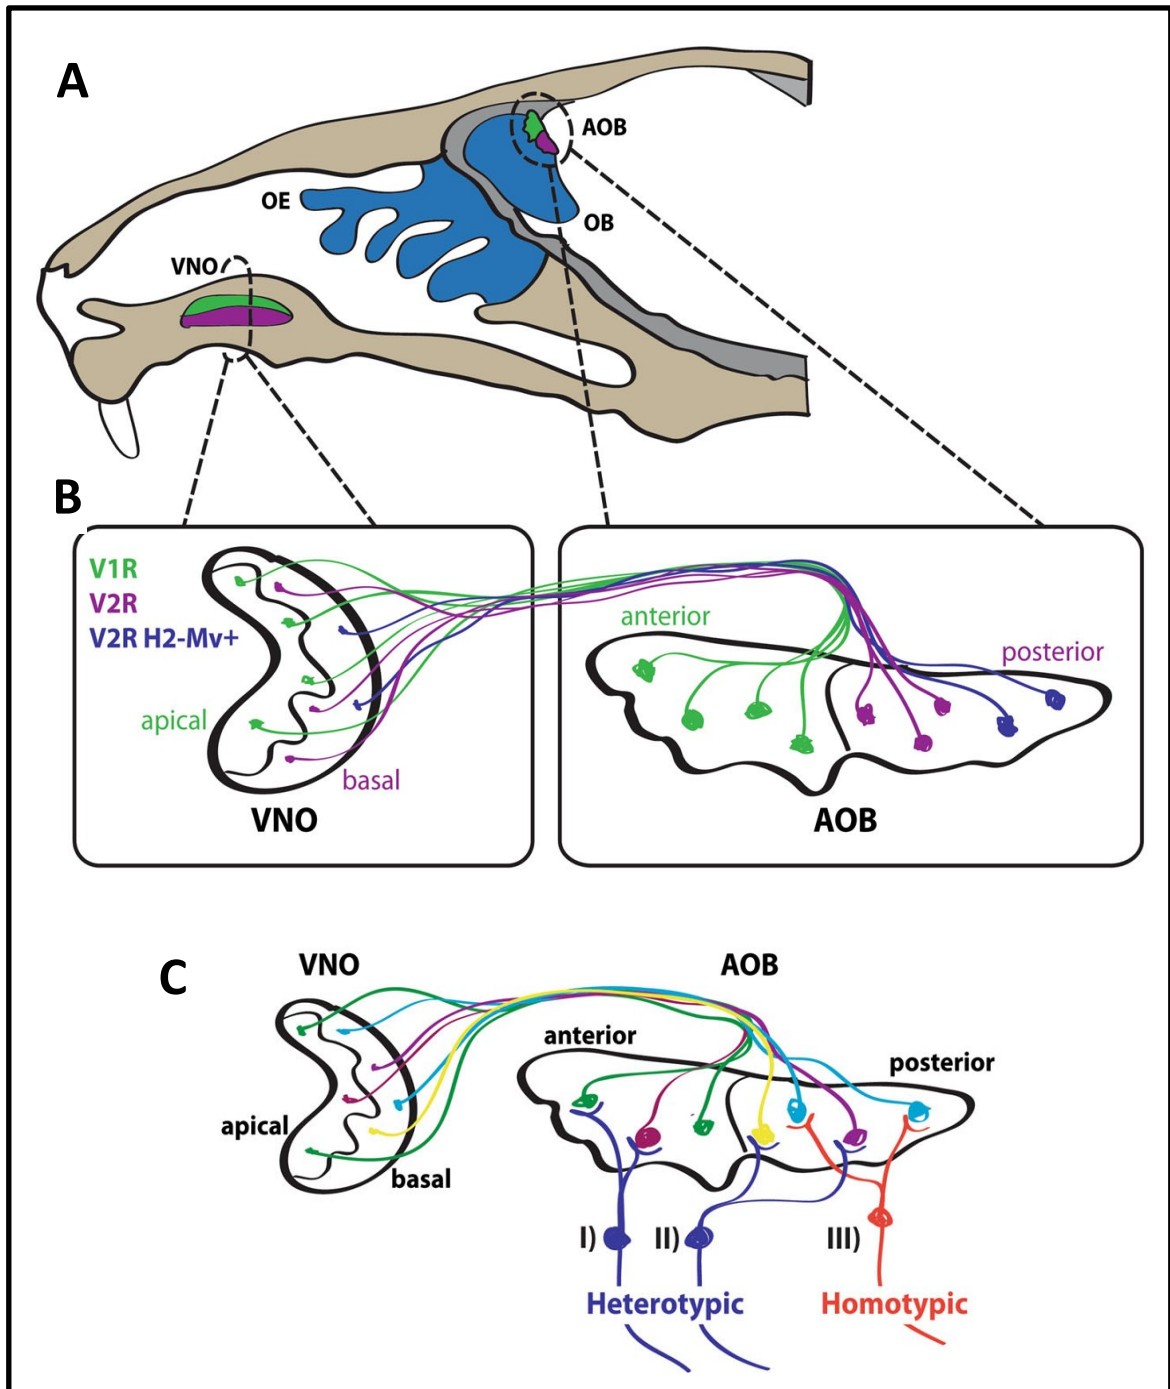 A
AOB
OE
OB
VNO
B
V1R
V2R
V2R H2-Mv+
apical
basal
VNO
anterior
posterior
AOB
C
VNO
AOB
anterior
posterior
apical
basal
I)
II)
III)
Heterotypic
Homotypic